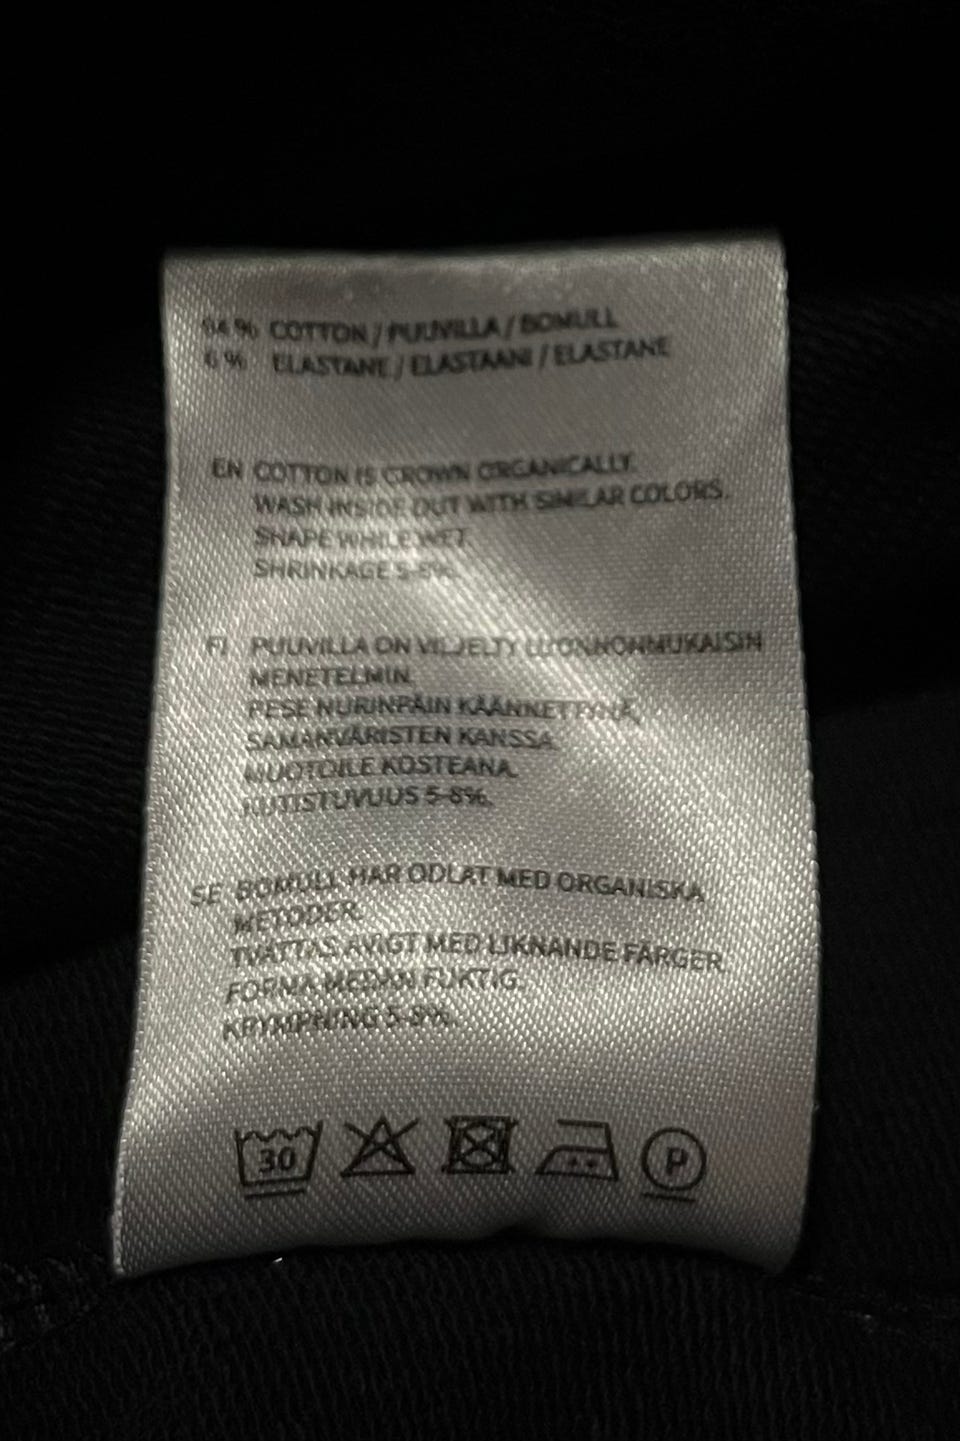 94 % COTTON / PUUVILLA / BOMULL
6 % ELASTANE / ELASTAANI / ELASTANE
EN COTTON IS GROWN ORGANICALLY.
WASH INSIDE OUT WITH SIMILAR COLORS.
SHAPE WHILE WET.
SHRINKAGE 5-8%.
FI PUUVILLA ON VILJELTY LUONNONMUKAISIN
MENETELMIN.
PESE NURINPÄIN KÄÄNNETTYNÄ,
SAMANVÄRISTEN KANSSA.
MUOTOILE KOSTEANA.
KUTISTUVUUS 5-8%.
SE BOMULL HAR ODLAT MED ORGANISKA
METODER.
TVÄTTAS AVIGT MED LIKNANDE FÄRGER.
FORMA MEDAN FUKTIG.
KRYMPNING 5-8%.
30 P